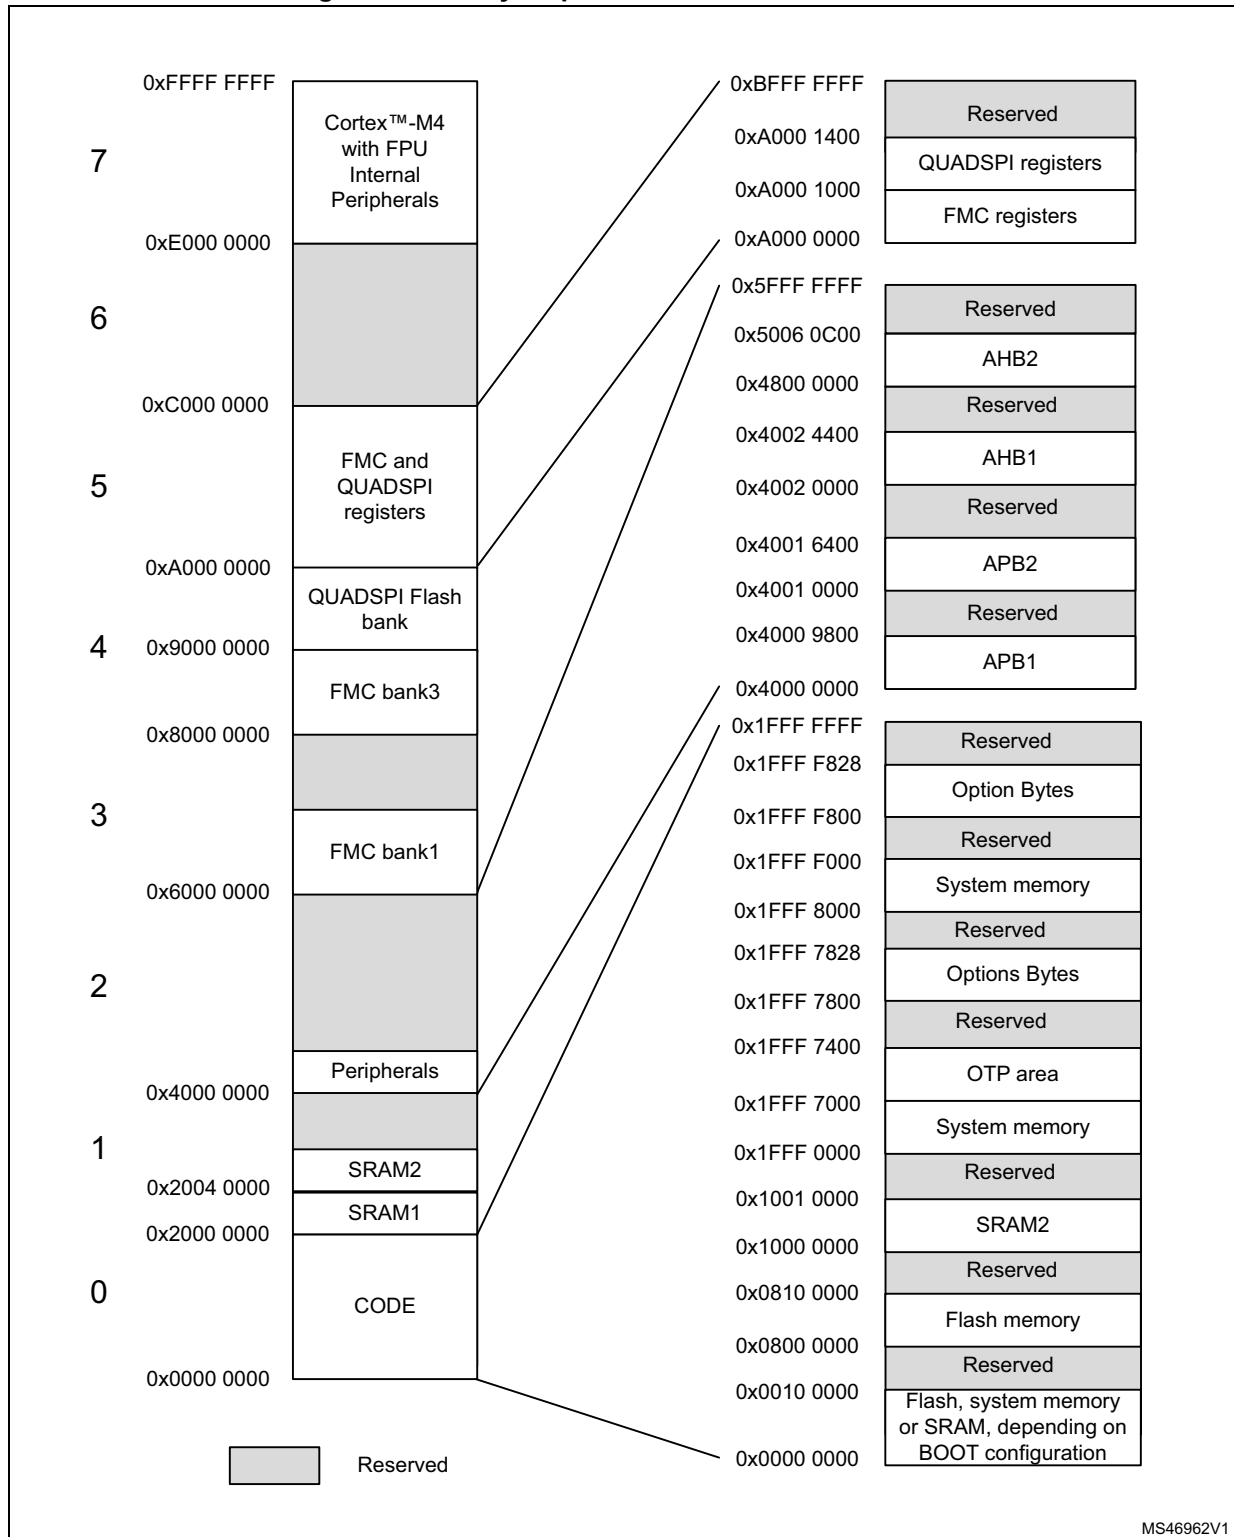 0xFFFF FFFF
Cortex™-M4
with FPU
Internal
Peripherals
7
0xE000 0000
6
0xC000 0000
FMC and
QUADSPI
registers
5
0xA000 0000
QUADSPI Flash
bank
4
0x9000 0000
FMC bank3
0x8000 0000
3
FMC bank1
0x6000 0000
2
Peripherals
0x4000 0000
1
SRAM2
0x2004 0000
SRAM1
0x2000 0000
0
CODE
0x0000 0000
Reserved
0xBFFF FFFF
Reserved
0xA000 1400
QUADSPI registers
0xA000 1000
FMC registers
0xA000 0000
0x5FFF FFFF
Reserved
0x5006 0C00
AHB2
0x4800 0000
Reserved
0x4002 4400
AHB1
0x4002 0000
Reserved
0x4001 6400
APB2
0x4001 0000
Reserved
0x4000 9800
APB1
0x4000 0000
0x1FFF FFFF
Reserved
0x1FFF F828
Option Bytes
0x1FFF F800
Reserved
0x1FFF F000
System memory
0x1FFF 8000
Reserved
0x1FFF 7828
Options Bytes
0x1FFF 7800
Reserved
0x1FFF 7400
OTP area
0x1FFF 7000
System memory
0x1FFF 0000
Reserved
0x1001 0000
SRAM2
0x1000 0000
Reserved
0x0810 0000
Flash memory
0x0800 0000
Reserved
0x0010 0000
Flash, system memory
or SRAM, depending on
BOOT configuration
0x0000 0000
MS46962V1